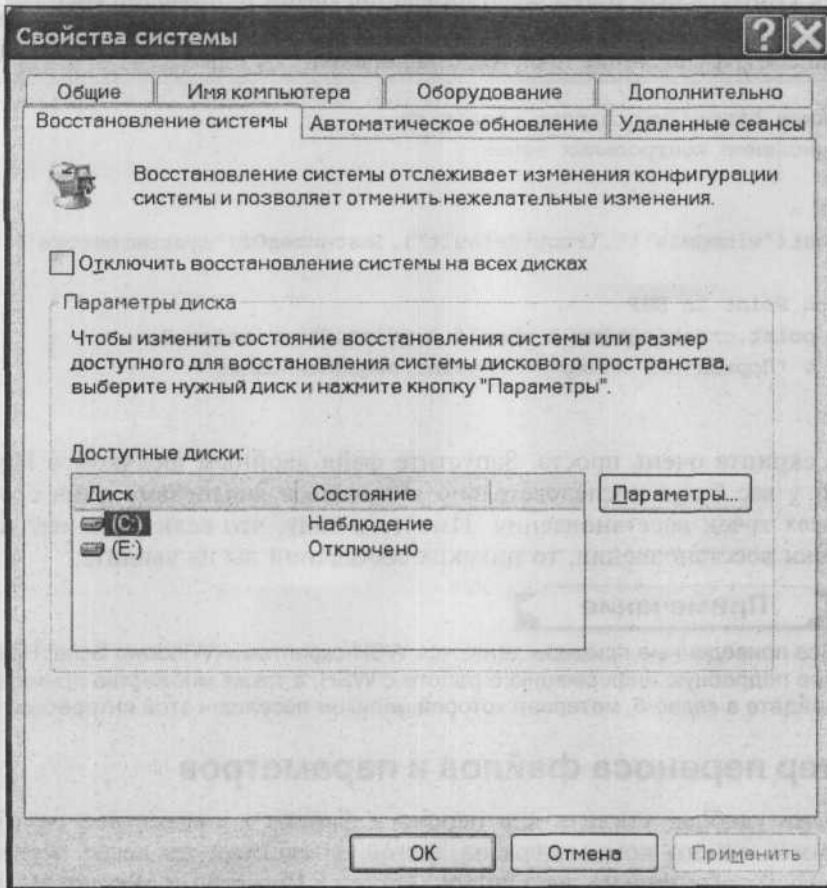 Свойства системы
Общие
Имя компьютера
Оборудование
Дополнительно
Восстановление системы
Автоматическое обновление
Удаленные сеансы
Восстановление системы отслеживает изменения конфигурации
системы и позволяет отменить нежелательные изменения.
Отключить восстановление системы на всех дисках
Параметры диска
Чтобы изменить состояние восстановления системы или размер
доступного для восстановления системы дискового пространства,
выберите нужный диск и нажмите кнопку "Параметры".
Доступные диски:
Диск Состояние
(C:) Наблюдение
(E:) Отключено
Параметры...
OK
Отмена
Применить